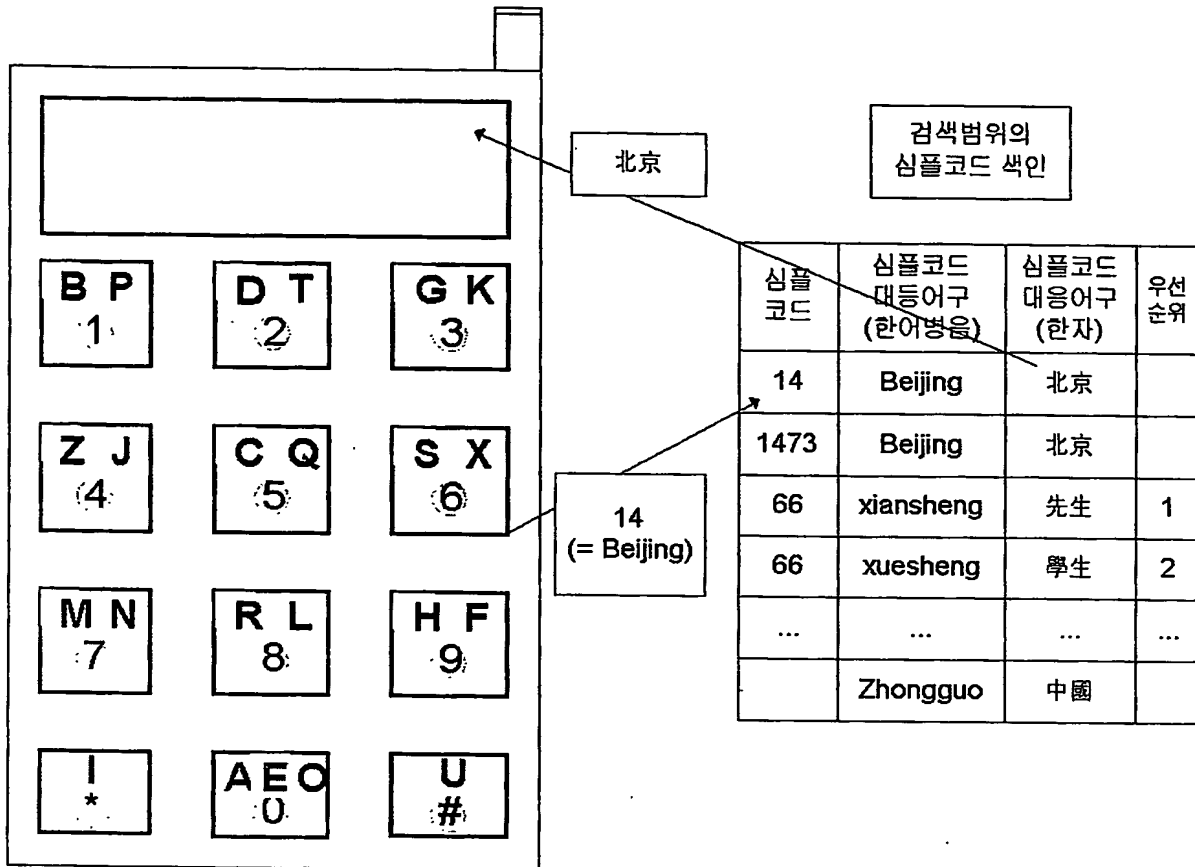 北京
검색범위의
심플코드 색인
B P
1
D T
2
G K
3
Z J
4
C Q
5
S X
6
M N
7
R L
8
H F
9
I
*
A E O
0
U
#
14
(= Beijing)
심플
코드
심플코드
대등어구
(한어병음)
심플코드
대응어구
(한자)
우선
순위
14 Beijing 北京
1473 Beijing 北京
66 xiansheng 先生 1
66 xuesheng 學生 2
... ... ... ...
Zhongguo 中國